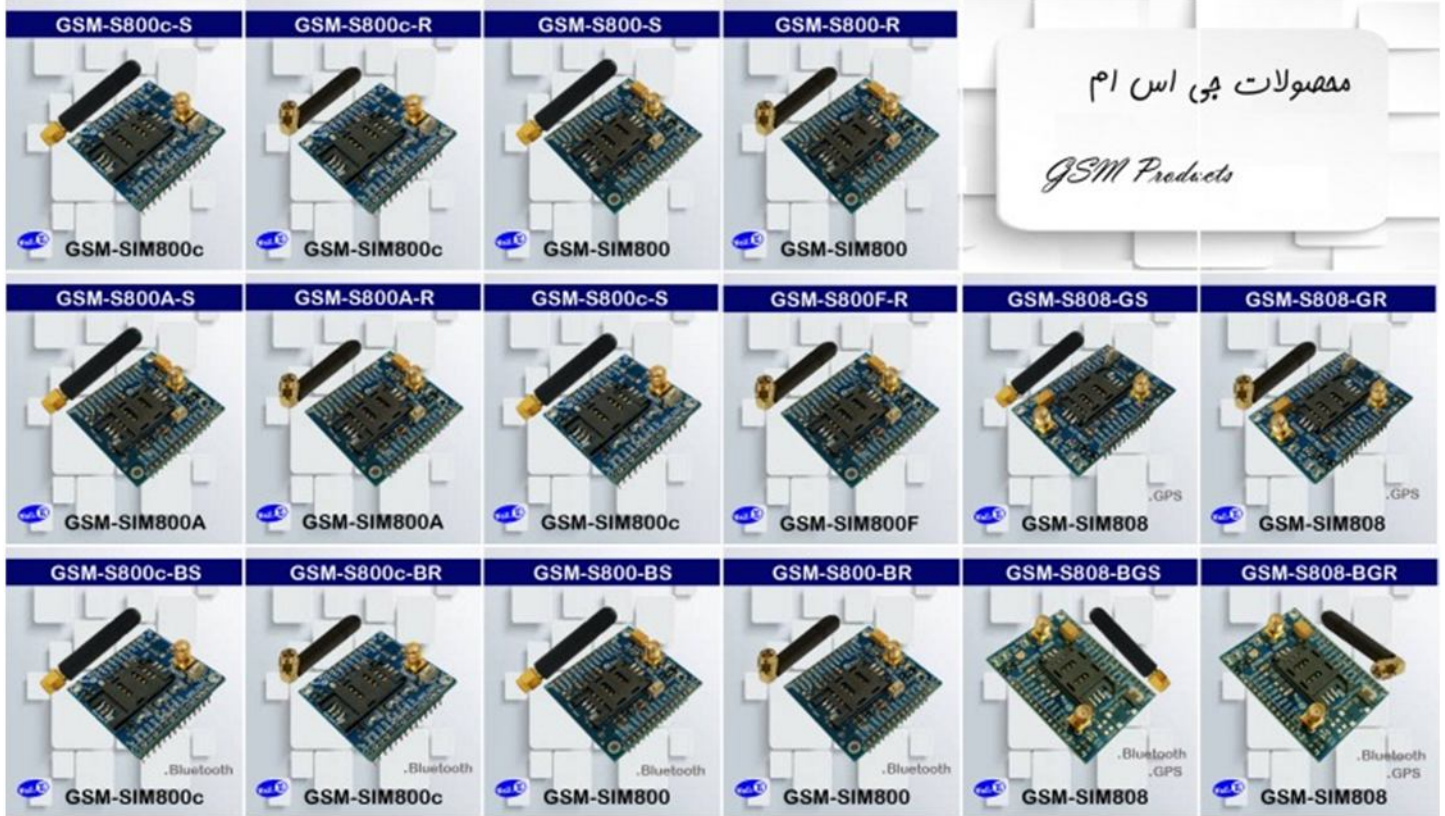 GSM-S800c-S
GSM-SIM800c
GSM-S800c-R
GSM-SIM800c
GSM-S800-S
GSM-SIM800
GSM-S800-R
GSM-SIM800
محصولات جی اس ام
GSM Products
GSM-S800A-S
GSM-SIM800A
GSM-S800A-R
GSM-SIM800A
GSM-S800c-S
GSM-SIM800c
GSM-S800F-R
GSM-SIM800F
GSM-S808-GS
.GPS
GSM-SIM808
GSM-S808-GR
.GPS
GSM-SIM808
GSM-S800c-BS
.Bluetooth
GSM-SIM800c
GSM-S800c-BR
.Bluetooth
GSM-SIM800c
GSM-S800-BS
.Bluetooth
GSM-SIM800
GSM-S800-BR
.Bluetooth
GSM-SIM800
GSM-S808-BGS
.Bluetooth
.GPS
GSM-SIM808
GSM-S808-BGR
.Bluetooth
.GPS
GSM-SIM808